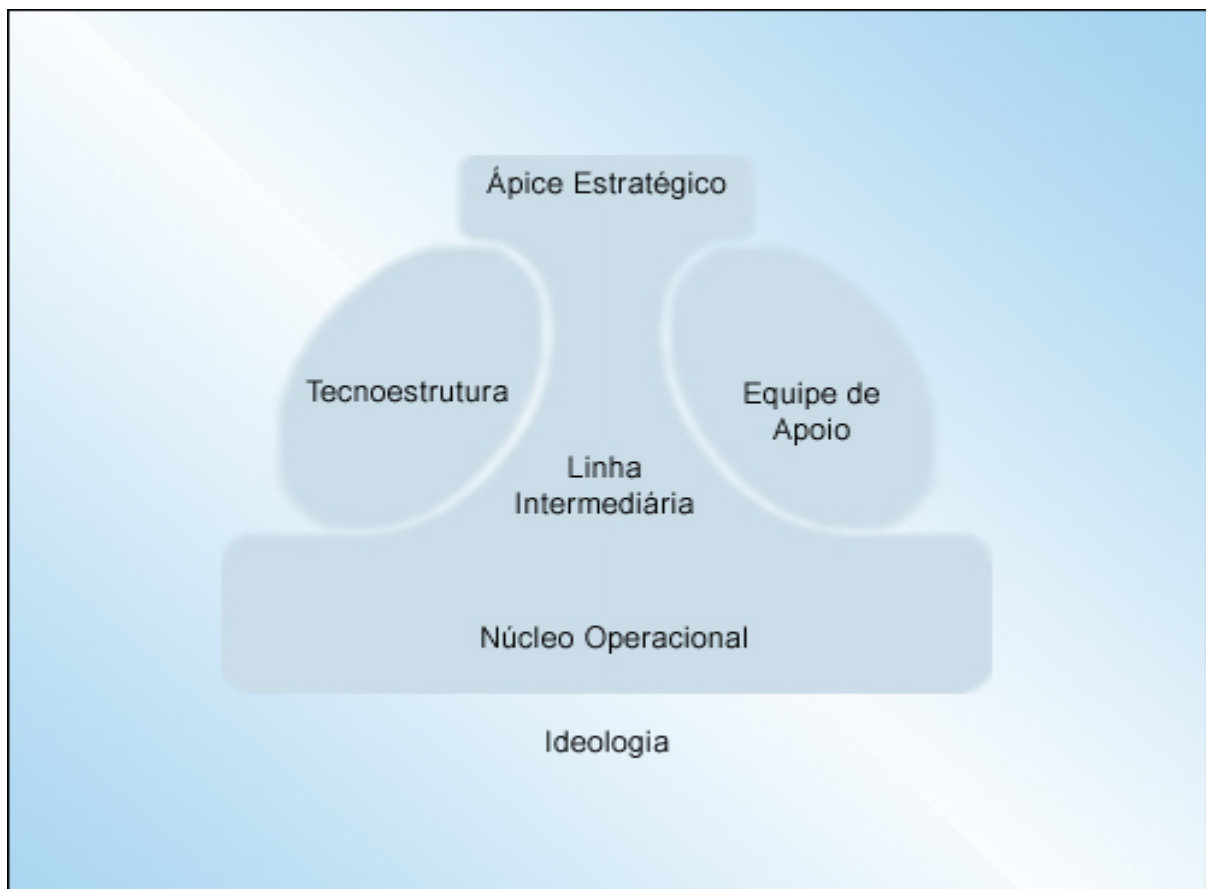 Ápice Estratégico
Tecnoestrutura
Equipe de
Apoio
Linha
Intermediária
Núcleo Operacional
Ideologia